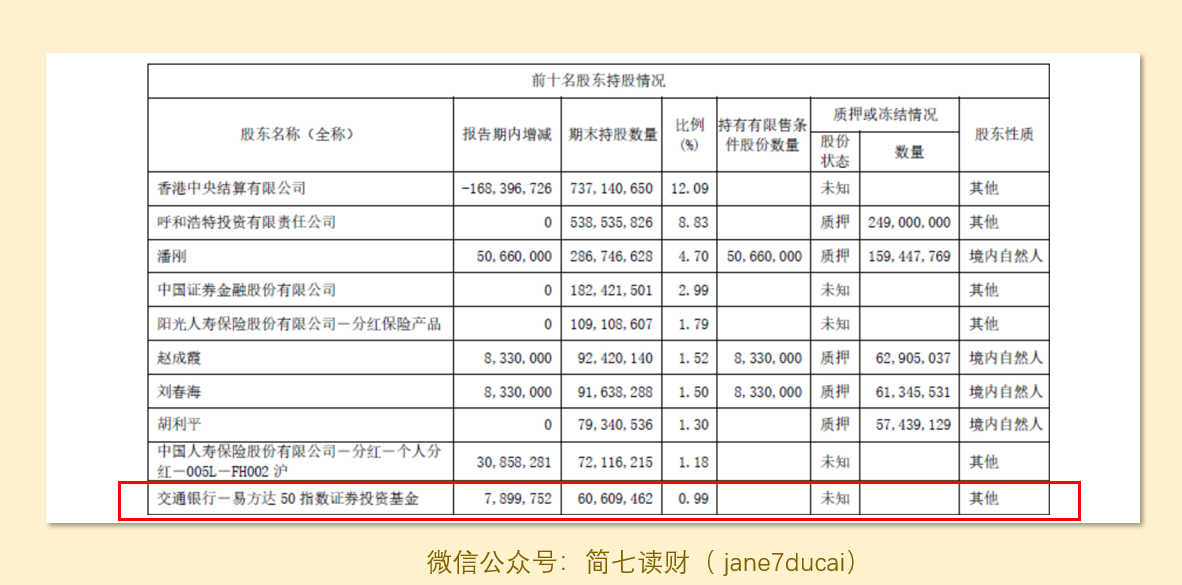 前十名股东持股情况
股东名称（全称） 报告期内增减 期末持股数量 比例(%) 持有有限售条件股份数量 质押或冻结情况 股东性质
股份状态 数量
香港中央结算有限公司 -168,396,726 737,140,650 12.09 未知 其他
呼和浩特投资有限责任公司 0 538,535,826 8.83 质押 249,000,000 其他
潘刚 50,660,000 286,746,628 4.70 50,660,000 质押 159,447,769 境内自然人
中国证券金融股份有限公司 0 182,421,501 2.99 未知 其他
阳光人寿保险股份有限公司－分红保险产品 0 109,108,607 1.79 未知 其他
赵成霞 8,330,000 92,420,140 1.52 8,330,000 质押 62,905,037 境内自然人
刘春海 8,330,000 91,638,288 1.50 8,330,000 质押 61,345,531 境内自然人
胡利平 0 79,340,536 1.30 质押 57,439,129 境内自然人
中国人寿保险股份有限公司－分红－个人分红－005L－FH002 沪 30,858,281 72,116,215 1.18 未知 其他
交通银行－易方达 50 指数证券投资基金 7,899,752 60,609,462 0.99 未知 其他
微信公众号：简七读财（ jane7ducai）